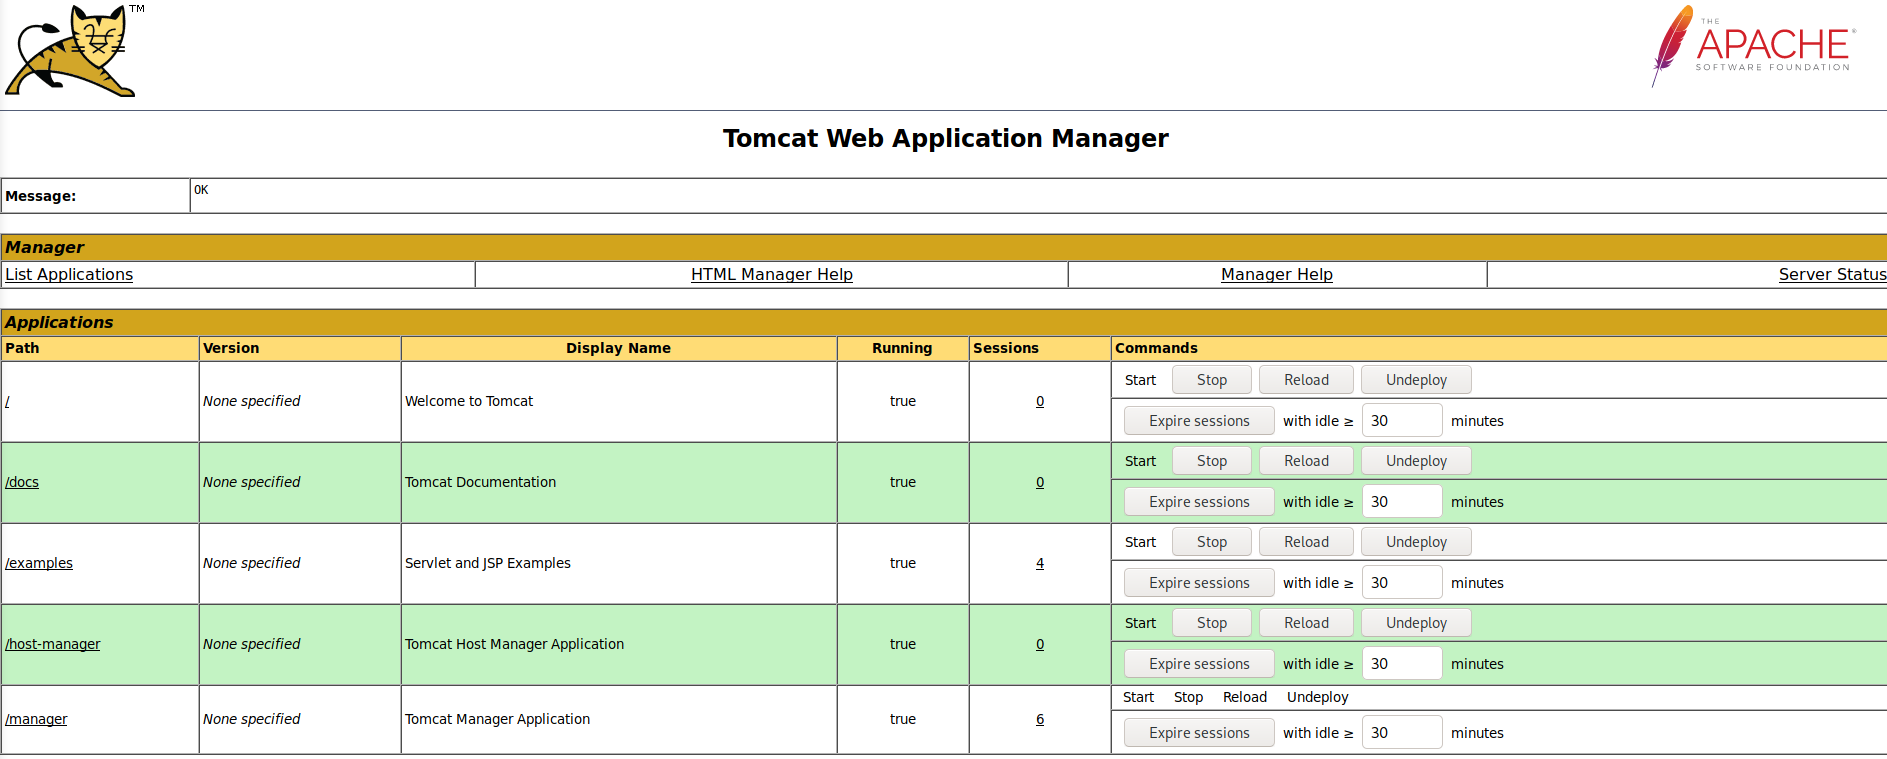 TM
THE
APACHE®
SOFTWARE FOUNDATION
Tomcat Web Application Manager
Message: OK
Manager
List Applications HTML Manager Help Manager Help Server Status
Applications
Path Version Display Name Running Sessions Commands
/ None specified Welcome to Tomcat true 0
Start Stop Reload Undeploy
Expire sessions with idle ≥ 30 minutes
/docs None specified Tomcat Documentation true 0
Start Stop Reload Undeploy
Expire sessions with idle ≥ 30 minutes
/examples None specified Servlet and JSP Examples true 4
Start Stop Reload Undeploy
Expire sessions with idle ≥ 30 minutes
/host-manager None specified Tomcat Host Manager Application true 0
Start Stop Reload Undeploy
Expire sessions with idle ≥ 30 minutes
/manager None specified Tomcat Manager Application true 6
Start Stop Reload Undeploy
Expire sessions with idle ≥ 30 minutes